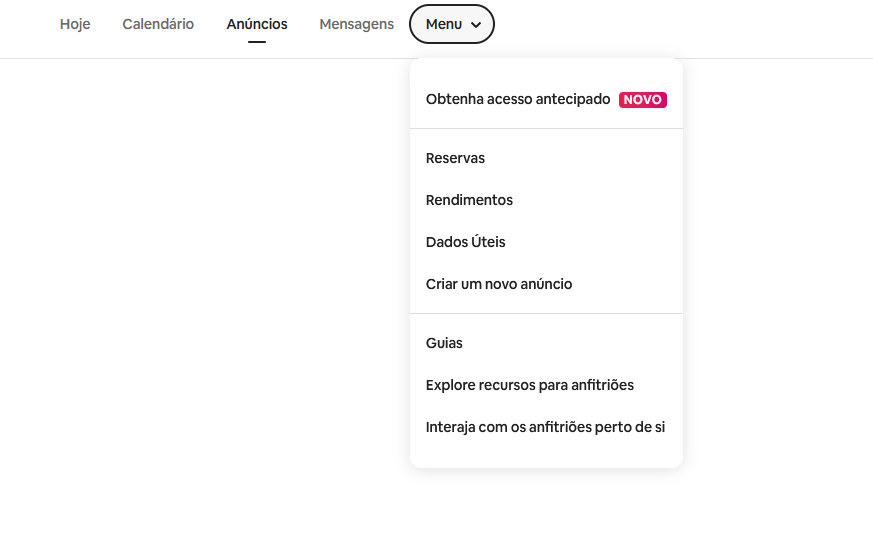 Hoje Calendário Anúncios Mensagens Menu
Obtenha acesso antecipado NOVO
Reservas
Rendimentos
Dados Úteis
Criar um novo anúncio
Guias
Explore recursos para anfitriões
Interaja com os anfitriões perto de si